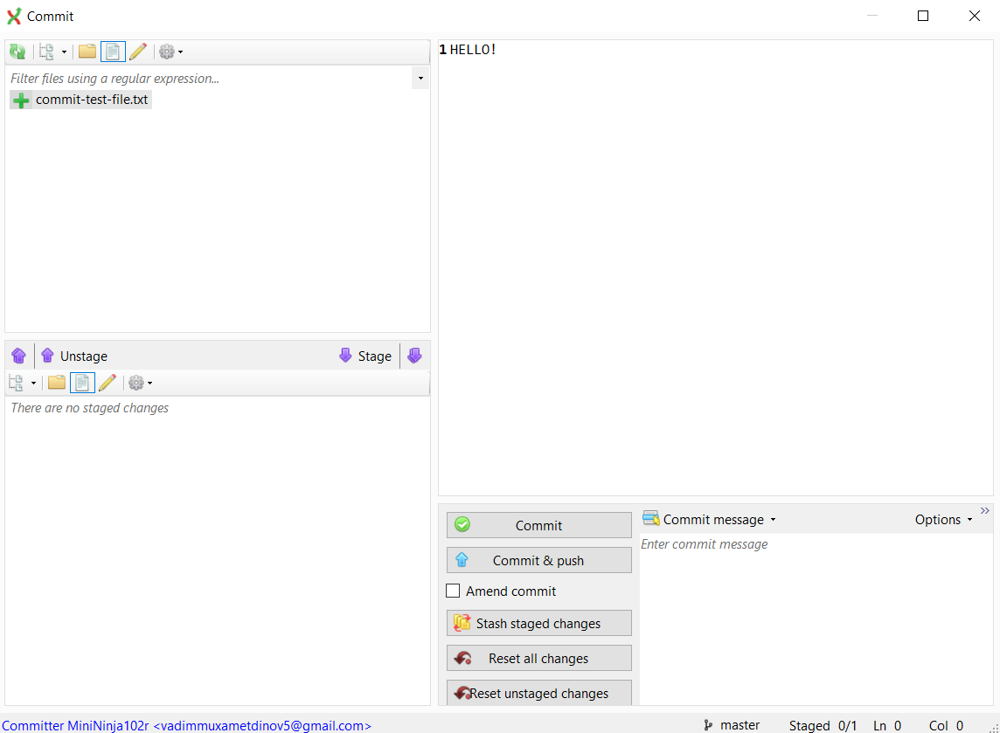 Commit
Filter files using a regular expression...
commit-test-file.txt
Unstage
Stage
There are no staged changes
1 HELLO!
Commit
Commit & push
Amend commit
Stash staged changes
Reset all changes
Reset unstaged changes
Commit message
Options
Enter commit message
Committer MiniNinja102r <vadimmuxametdinov5@gmail.com>
master
Staged 0/1
Ln 0
Col 0